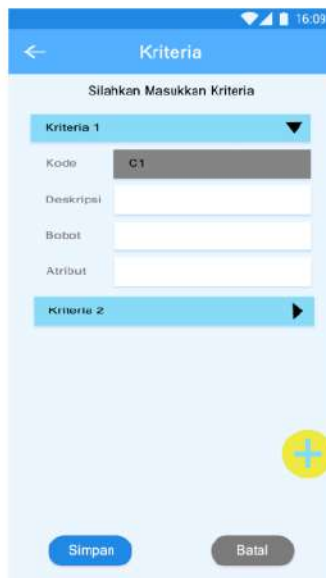 16:09
Kriteria
Silahkan Masukkan Kriteria
Kriteria 1
Kode C1
Deskripsi
Bobot
Atribut
Kriteria 2
Simpan Batal